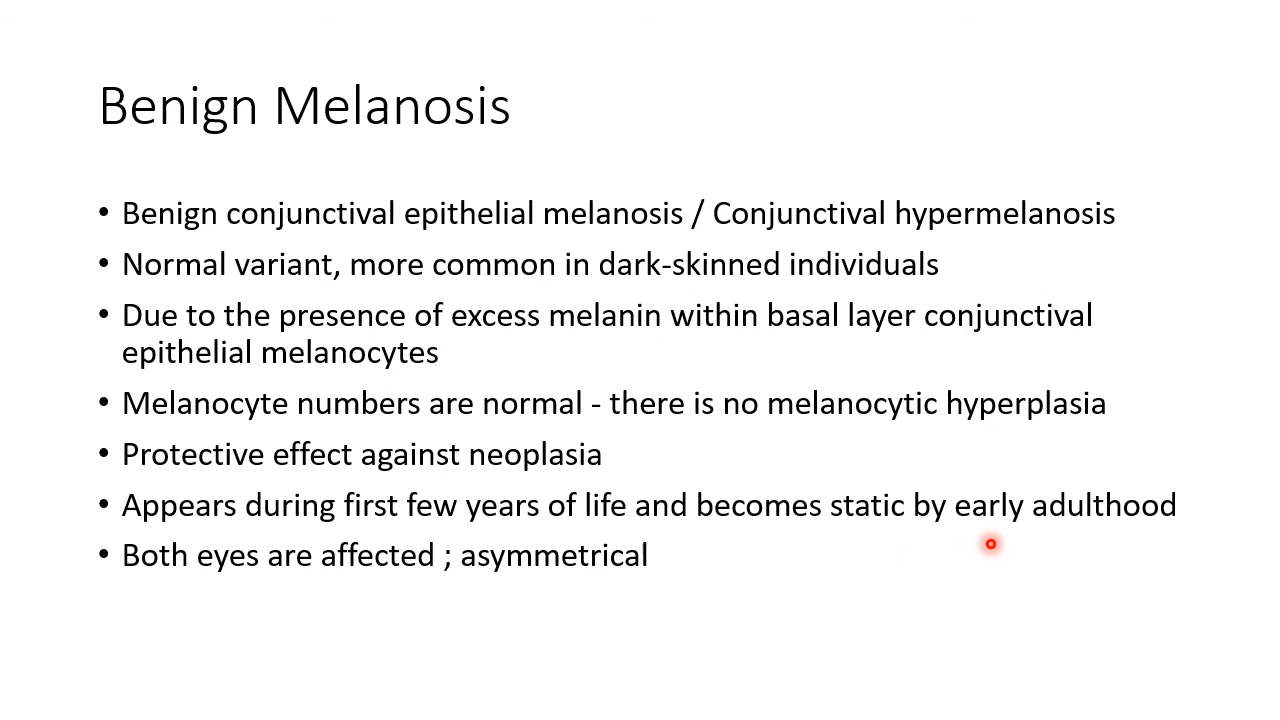 Benign Melanosis
• Benign conjunctival epithelial melanosis / Conjunctival hypermelanosis
• Normal variant, more common in dark-skinned individuals
• Due to the presence of excess melanin within basal layer conjunctival
epithelial melanocytes
• Melanocyte numbers are normal - there is no melanocytic hyperplasia
• Protective effect against neoplasia
• Appears during first few years of life and becomes static by early adulthood
• Both eyes are affected ; asymmetrical